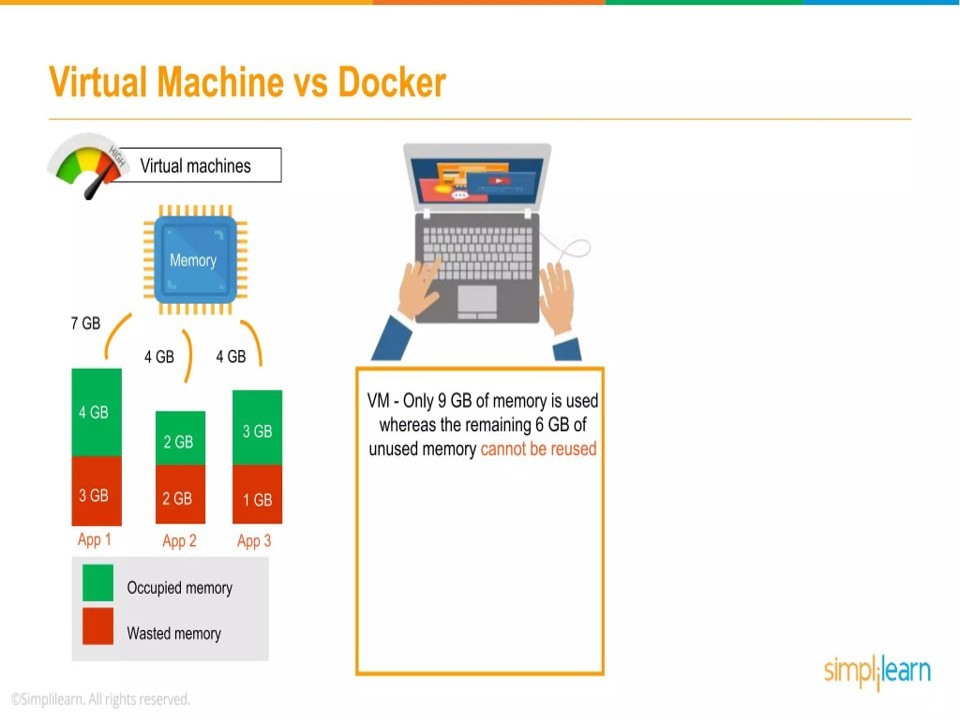 Virtual Machine vs Docker
HIGH
Virtual machines
Memory
7 GB
4 GB
4 GB
4 GB
2 GB
3 GB
3 GB
2 GB
1 GB
App 1
App 2
App 3
Occupied memory
Wasted memory
VM - Only 9 GB of memory is used
whereas the remaining 6 GB of
unused memory cannot be reused
simplilearn
©Simplilearn. All rights reserved.